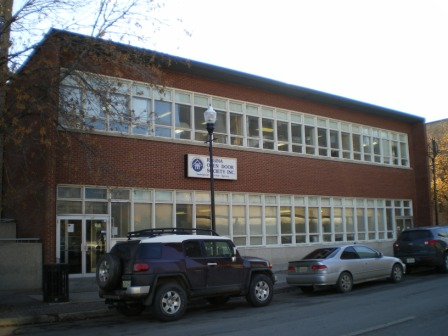 REGINA
OPEN DOOR
SOCIETY INC.